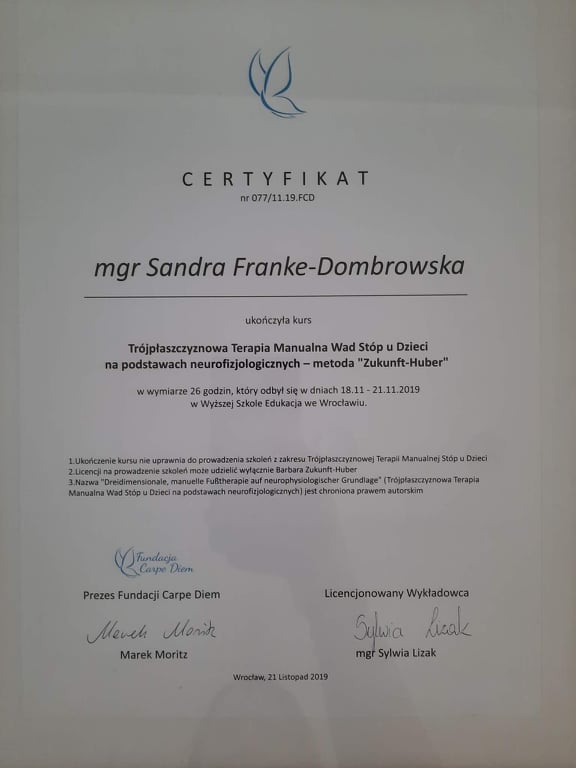 CERTYFIKAT
nr 077/11.19.FCD
mgr Sandra Franke-Dombrowska
ukończyła kurs
Trójpłaszczyznowa Terapia Manualna Wad Stóp u Dzieci
na podstawach neurofizjologicznych – metoda "Zukunft-Huber"
w wymiarze 26 godzin, który odbył się w dniach 18.11 - 21.11.2019
w Wyższej Szkole Edukacja we Wrocławiu.
1.Ukończenie kursu nie uprawnia do prowadzenia szkoleń z zakresu Trójpłaszczyznowej Terapii Manualnej Stóp u Dzieci
2.Licencji na prowadzenie szkoleń może udzielić wyłącznie Barbara Zukunft-Huber
3.Nazwa "Dreidimensionale, manuelle Fußtherapie auf neurophysiologischer Grundlage" (Trójpłaszczyznowa Terapia
Manualna Wad Stóp u Dzieci na podstawach neurofizjologicznych) jest chroniona prawem autorskim
Fundacja
Carpe Diem
Prezes Fundacji Carpe Diem
Marek Moritz
Marek Moritz
Licencjonowany Wykładowca
Sylwia Lizak
mgr Sylwia Lizak
Wrocław, 21 Listopad 2019